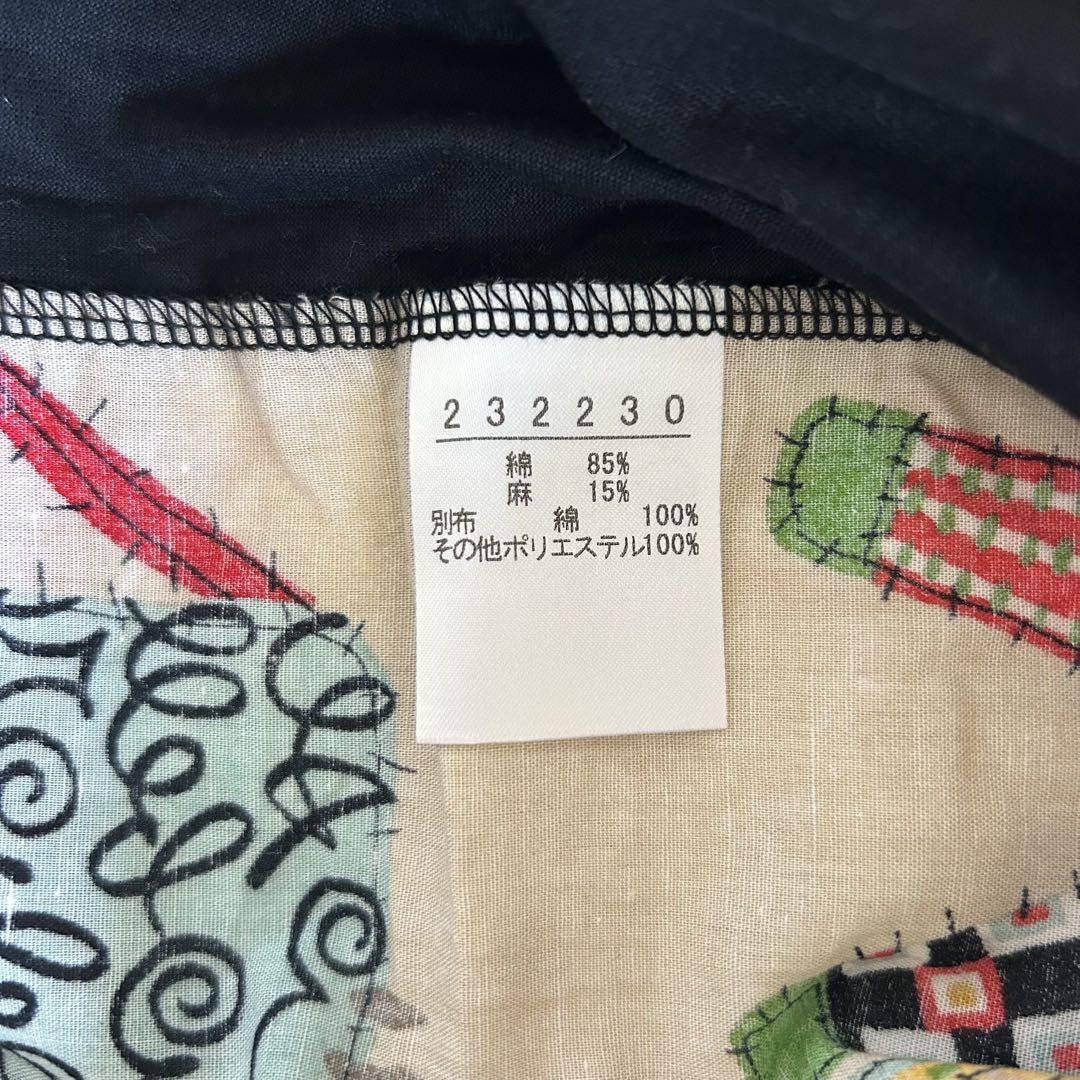 232230
綿 85%
麻 15%
別布 綿 100%
その他ポリエステル100%